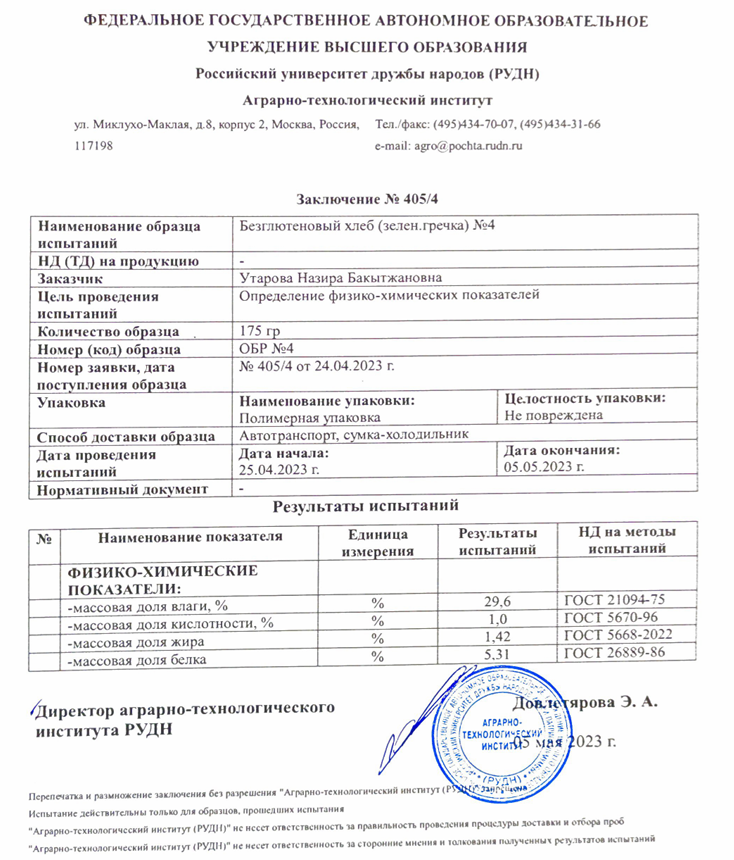 ФЕДЕРАЛЬНОЕ ГОСУДАРСТВЕННОЕ АВТОНОМНОЕ ОБРАЗОВАТЕЛЬНОЕ
УЧРЕЖДЕНИЕ ВЫСШЕГО ОБРАЗОВАНИЯ
Российский университет дружбы народов (РУДН)
Аграрно-технологический институт
ул. Миклухо-Маклая, д.8, корпус 2, Москва, Россия, Тел./факс: (495)434-70-07, (495)434-31-66
117198 e-mail: agro@pochta.rudn.ru
Заключение № 405/4
Наименование образца Безглютеновый хлеб (зелен.гречка) №4
испытаний
НД (ТД) на продукцию -
Заказчик Утарова Назира Бакытжановна
Цель проведения Определение физико-химических показателей
испытаний
Количество образца 175 гр
Номер (код) образца ОБР №4
Номер заявки, дата № 405/4 от 24.04.2023 г.
поступления образца
Упаковка Наименование упаковки: Целостность упаковки:
Полимерная упаковка Не повреждена
Способ доставки образца Автотранспорт, сумка-холодильник
Дата проведения Дата начала: Дата окончания:
испытаний 25.04.2023 г. 05.05.2023 г.
Нормативный документ -
Результаты испытаний
№ Наименование показателя Единица Результаты НД на методы
измерения испытаний испытаний
ФИЗИКО-ХИМИЧЕСКИЕ
ПОКАЗАТЕЛИ:
-массовая доля влаги, % % 29,6 ГОСТ 21094-75
-массовая доля кислотности, % % 1,0 ГОСТ 5670-96
-массовая доля жира % 1,42 ГОСТ 5668-2022
-массовая доля белка % 5,31 ГОСТ 26889-86
Директор аграрно-технологического Довлетярова Э. А.
института РУДН
АГРАРНО-
ТЕХНОЛОГИЧЕСКИЙ
ИНСТИТУТ
(РУДН)
05 мая 2023 г.
Перепечатка и размножение заключения без разрешения "Аграрно-технологический институт (РУДН)"
Испытание действительны только для образцов, прошедших испытания
"Аграрно-технологический институт (РУДН)" не несет ответственность за правильность проведения процедуры доставки и отбора проб
"Аграрно-технологический институт (РУДН)" не несет ответственность за сторонние мнения и толкования полученных результатов испытаний